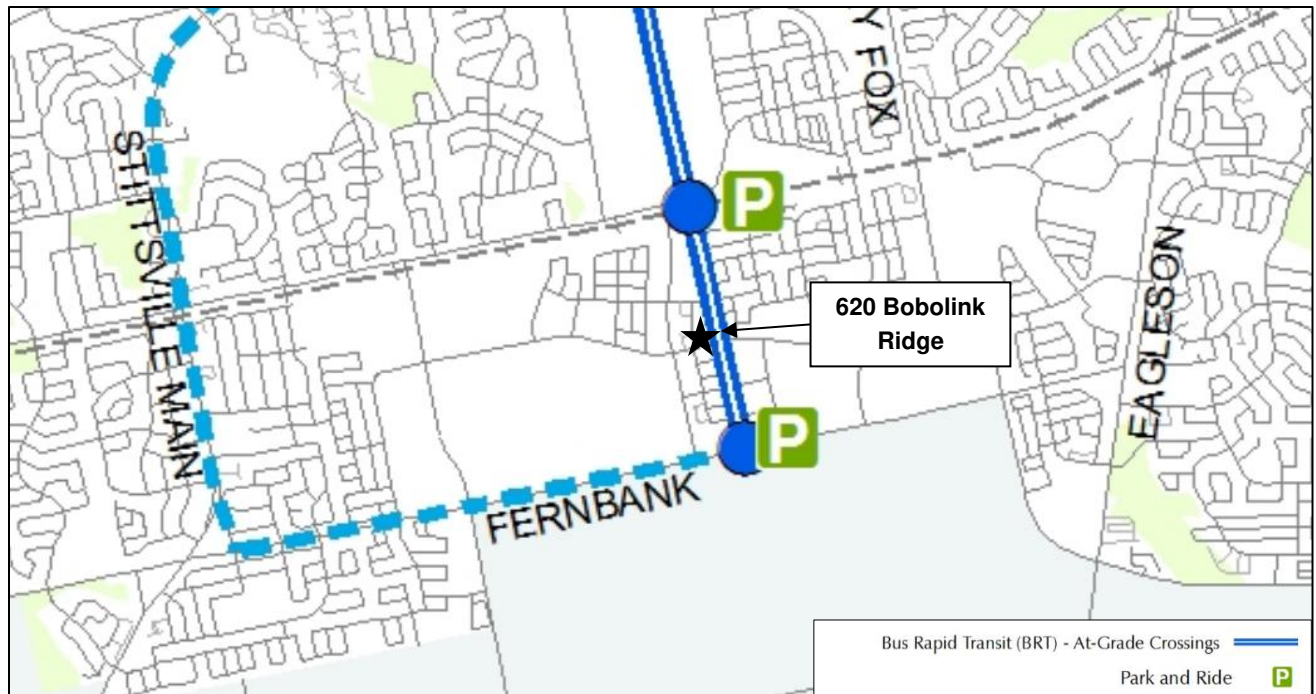 Y FOX
P
STITTSVILLE MAIN
620 Bobolink
Ridge
EAGLESON
P
FERNBANK
Bus Rapid Transit (BRT) - At-Grade Crossings
Park and Ride P